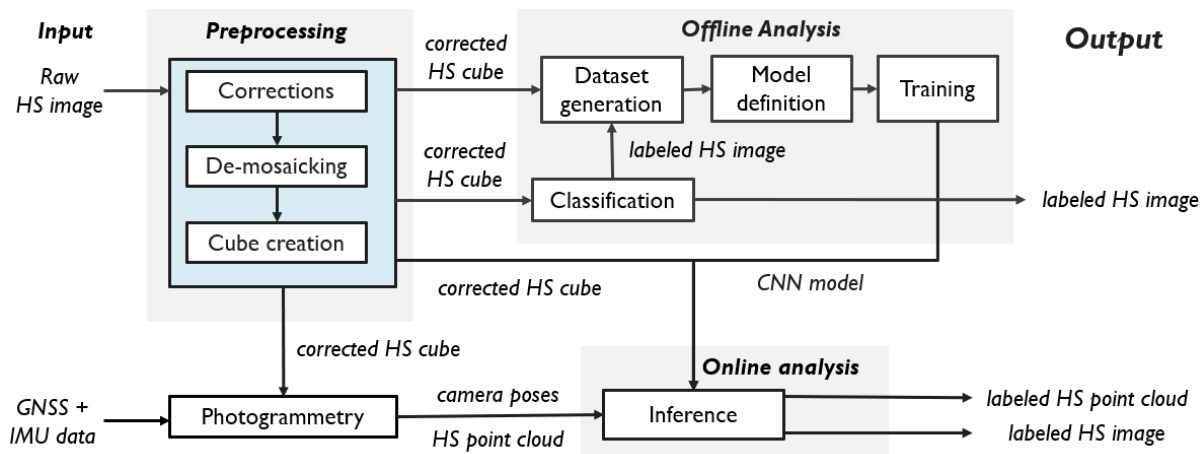 Input
Preprocessing
Offline Analysis
Output
Raw
HS image
corrected
HS cube
Corrections
De-mosaicking
Cube creation
Dataset
generation
Model
definition
Training
corrected
HS cube
labeled HS image
Classification
labeled HS image
corrected HS cube
CNN model
corrected HS cube
Online analysis
GNSS +
IMU data
Photogrammetry
camera poses
HS point cloud
Inference
labeled HS point cloud
labeled HS image